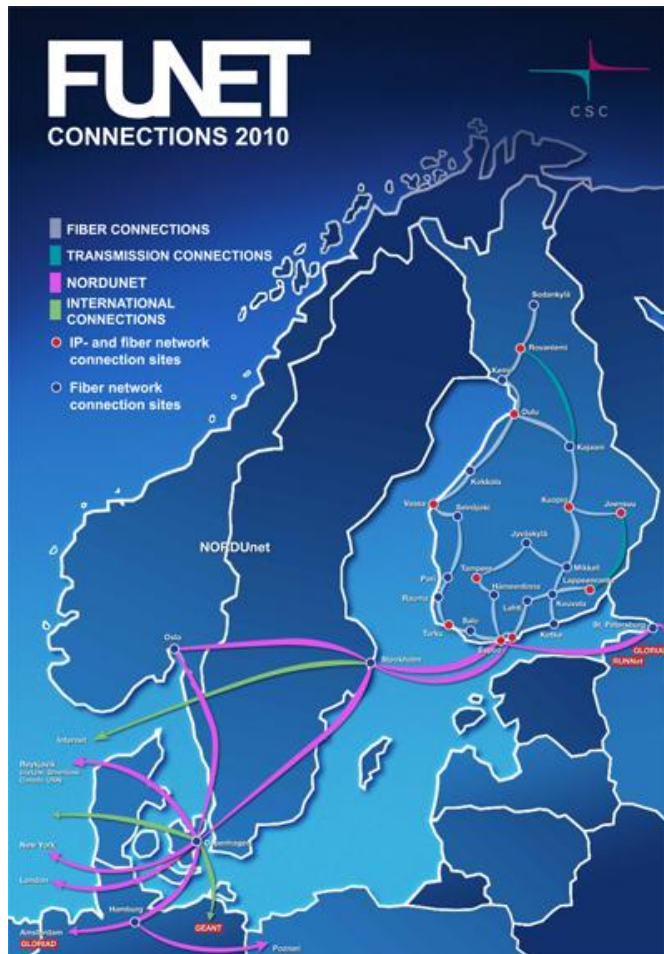 FUNET
CONNECTIONS 2010
CSC
FIBER CONNECTIONS
TRANSMISSION CONNECTIONS
NORDUNET
INTERNATIONAL
CONNECTIONS
IP- and fiber network
connection sites
Fiber network
connection sites
Sodankylä
Rovaniemi
Kemi
Oulu
Kajaani
Kokkola
Vaasa
Seinäjoki
Kuopio
Joensuu
NORDUnet
Jyväskylä
Mikkeli
Tampere
Hämeenlinna
Lappeenranta
Pori
Rauma
Lahti
Kouvola
Turku
Salo
Espoo
Kotka
St. Petersburg
GLORIAD
RUNNet
Oslo
Stockholm
Internet
Reykjavik
Copenhagen
New York
London
Hamburg
Amsterdam
GLORIAD
GEANT
Poznan